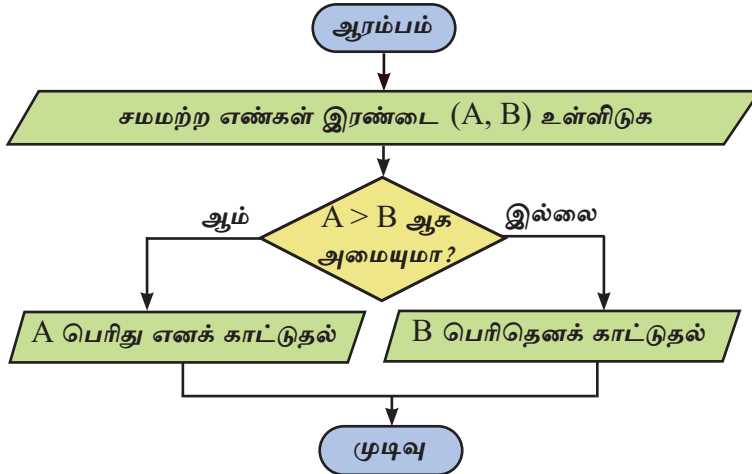 ஆரம்பம்
சமமற்ற எண்கள் இரண்டை (A, B) உள்ளிடுக
ஆம்
A > B ஆக
அமையுமா?
இல்லை
A பெரிது எனக் காட்டுதல்
B பெரிதெனக் காட்டுதல்
முடிவு